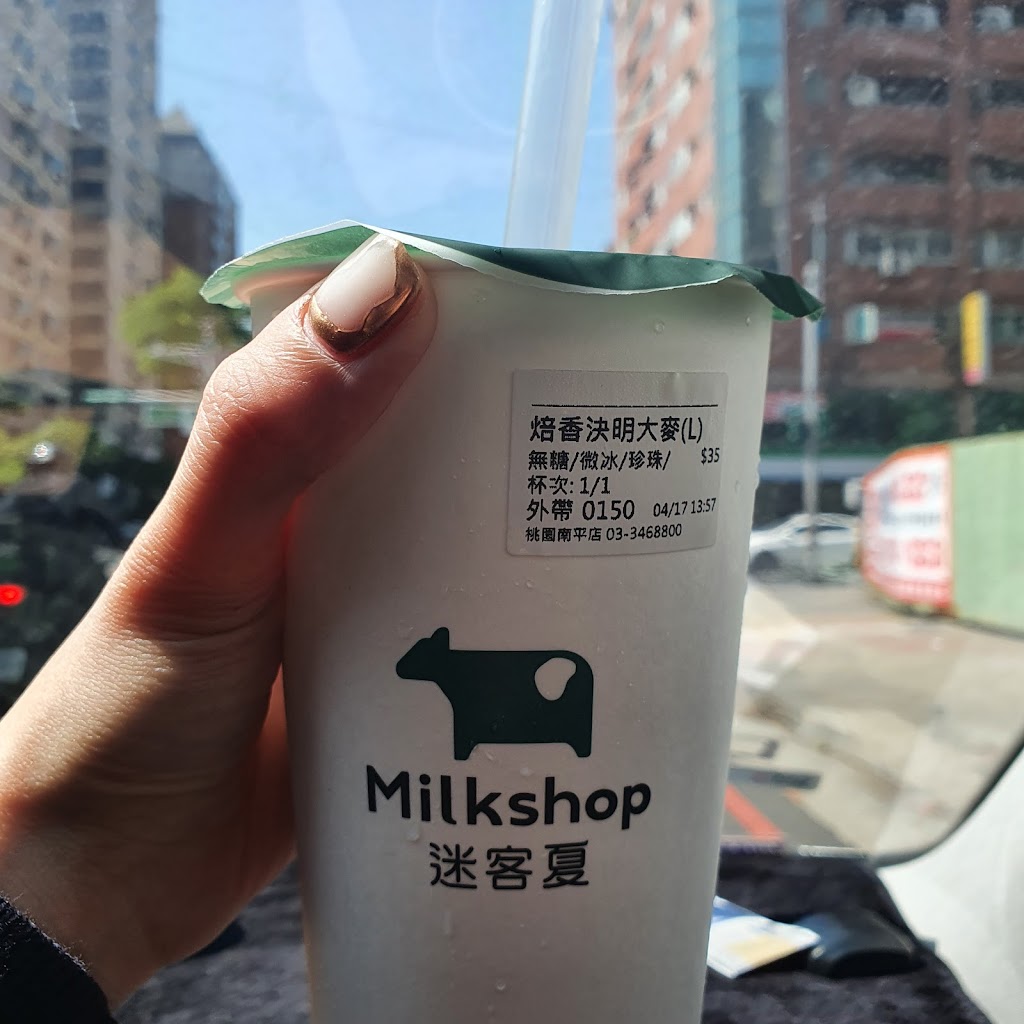 焙香決明大麥(L)
無糖/微冰/珍珠/ $35
杯次: 1/1
外帶 0150 04/17 13:57
桃園南平店 03-3468800
Milkshop
迷客夏